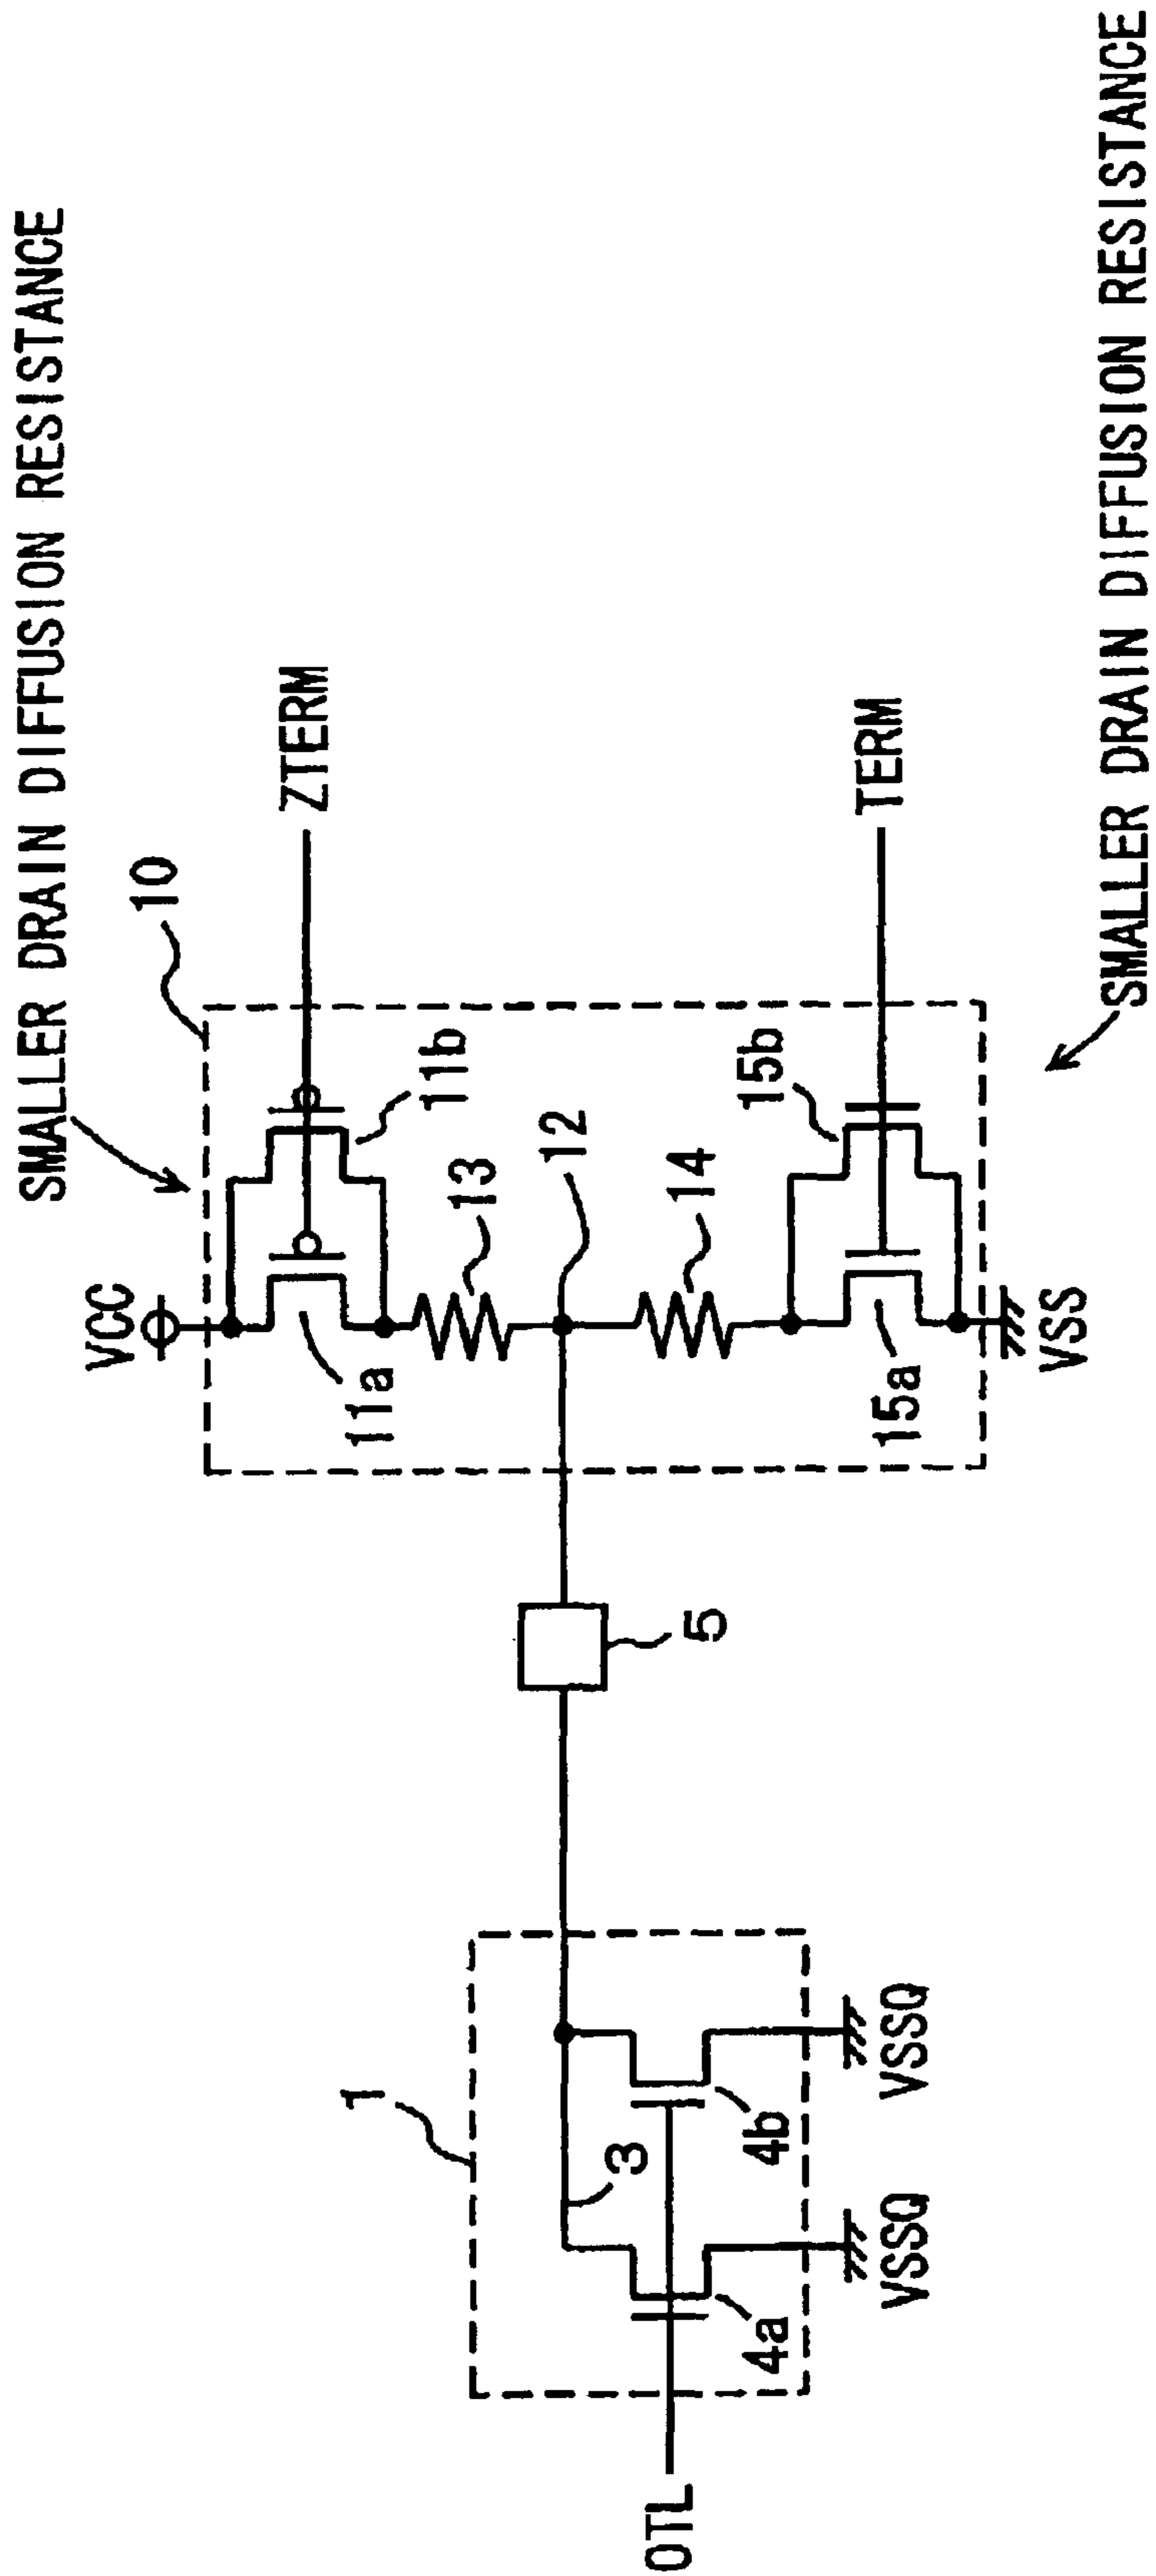 SMALLER DRAIN DIFFUSION RESISTANCE
10
VCC
ZTERM
11a
11b
13
12
5
14
15a
15b
TERM
VSS
SMALLER DRAIN DIFFUSION RESISTANCE
1
3
4a
4b
OTL
VSSQ
VSSQ